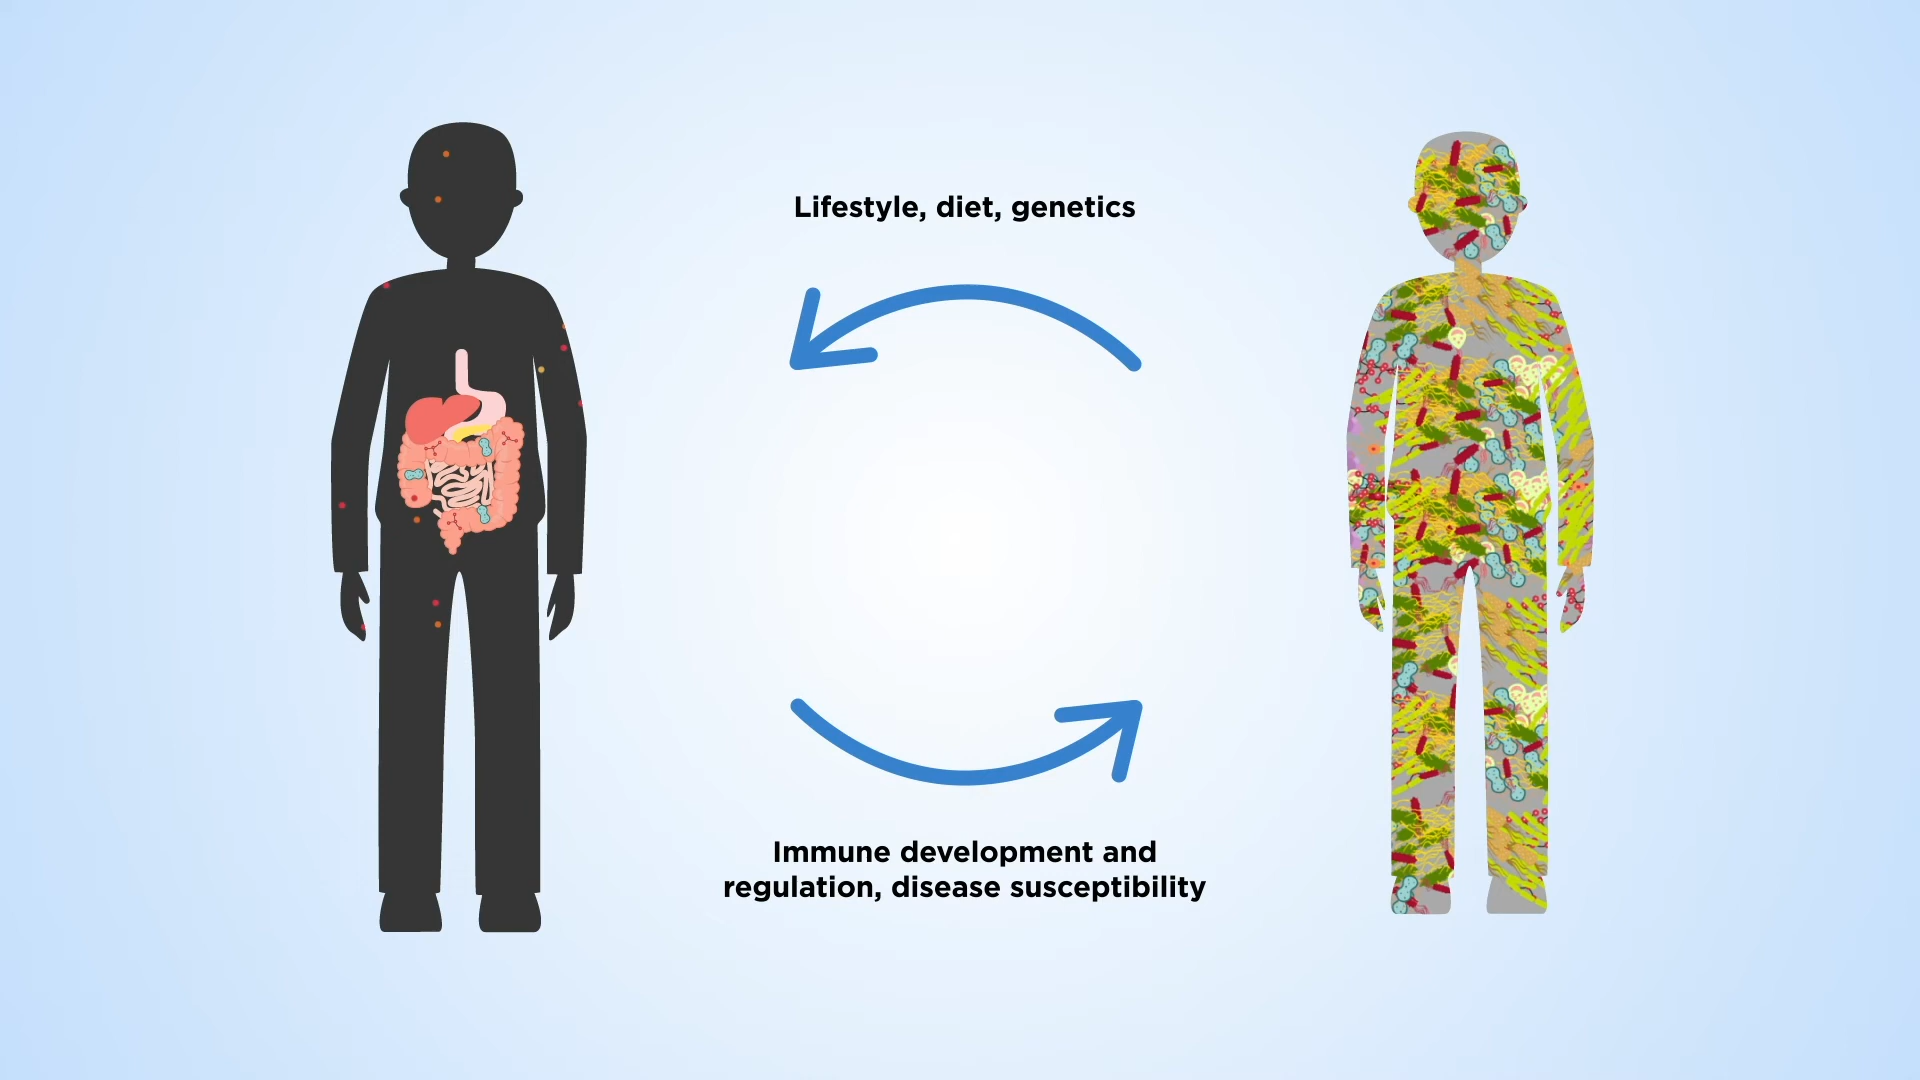 Lifestyle, diet, genetics
Immune development and
regulation, disease susceptibility